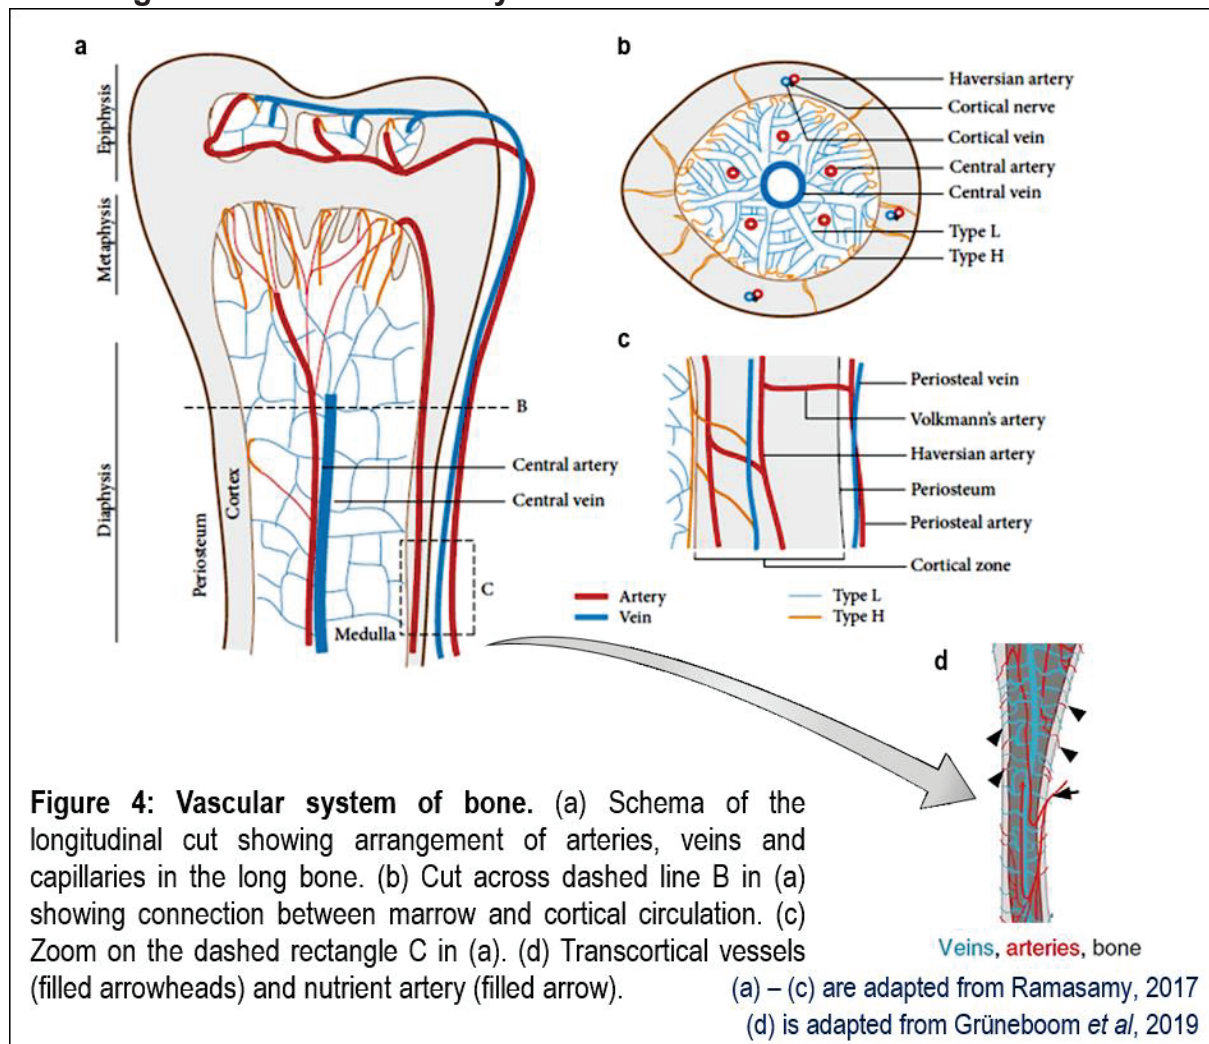 a
Epiphysis
Metaphysis
Diaphysis
Periosteum
Cortex
B
Central artery
Central vein
C
Medulla
b
Haversian artery
Cortical nerve
Cortical vein
Central artery
Central vein
Type L
Type H
c
Periosteal vein
Volkmann's artery
Haversian artery
Periosteum
Periosteal artery
Cortical zone
Artery
Vein
Type L
Type H
d
Veins, arteries, bone
Figure 4: Vascular system of bone. (a) Schema of the
longitudinal cut showing arrangement of arteries, veins and
capillaries in the long bone. (b) Cut across dashed line B in (a)
showing connection between marrow and cortical circulation. (c)
Zoom on the dashed rectangle C in (a). (d) Transcortical vessels
(filled arrowheads) and nutrient artery (filled arrow).
(a) – (c) are adapted from Ramasamy, 2017
(d) is adapted from Grüneboom et al, 2019